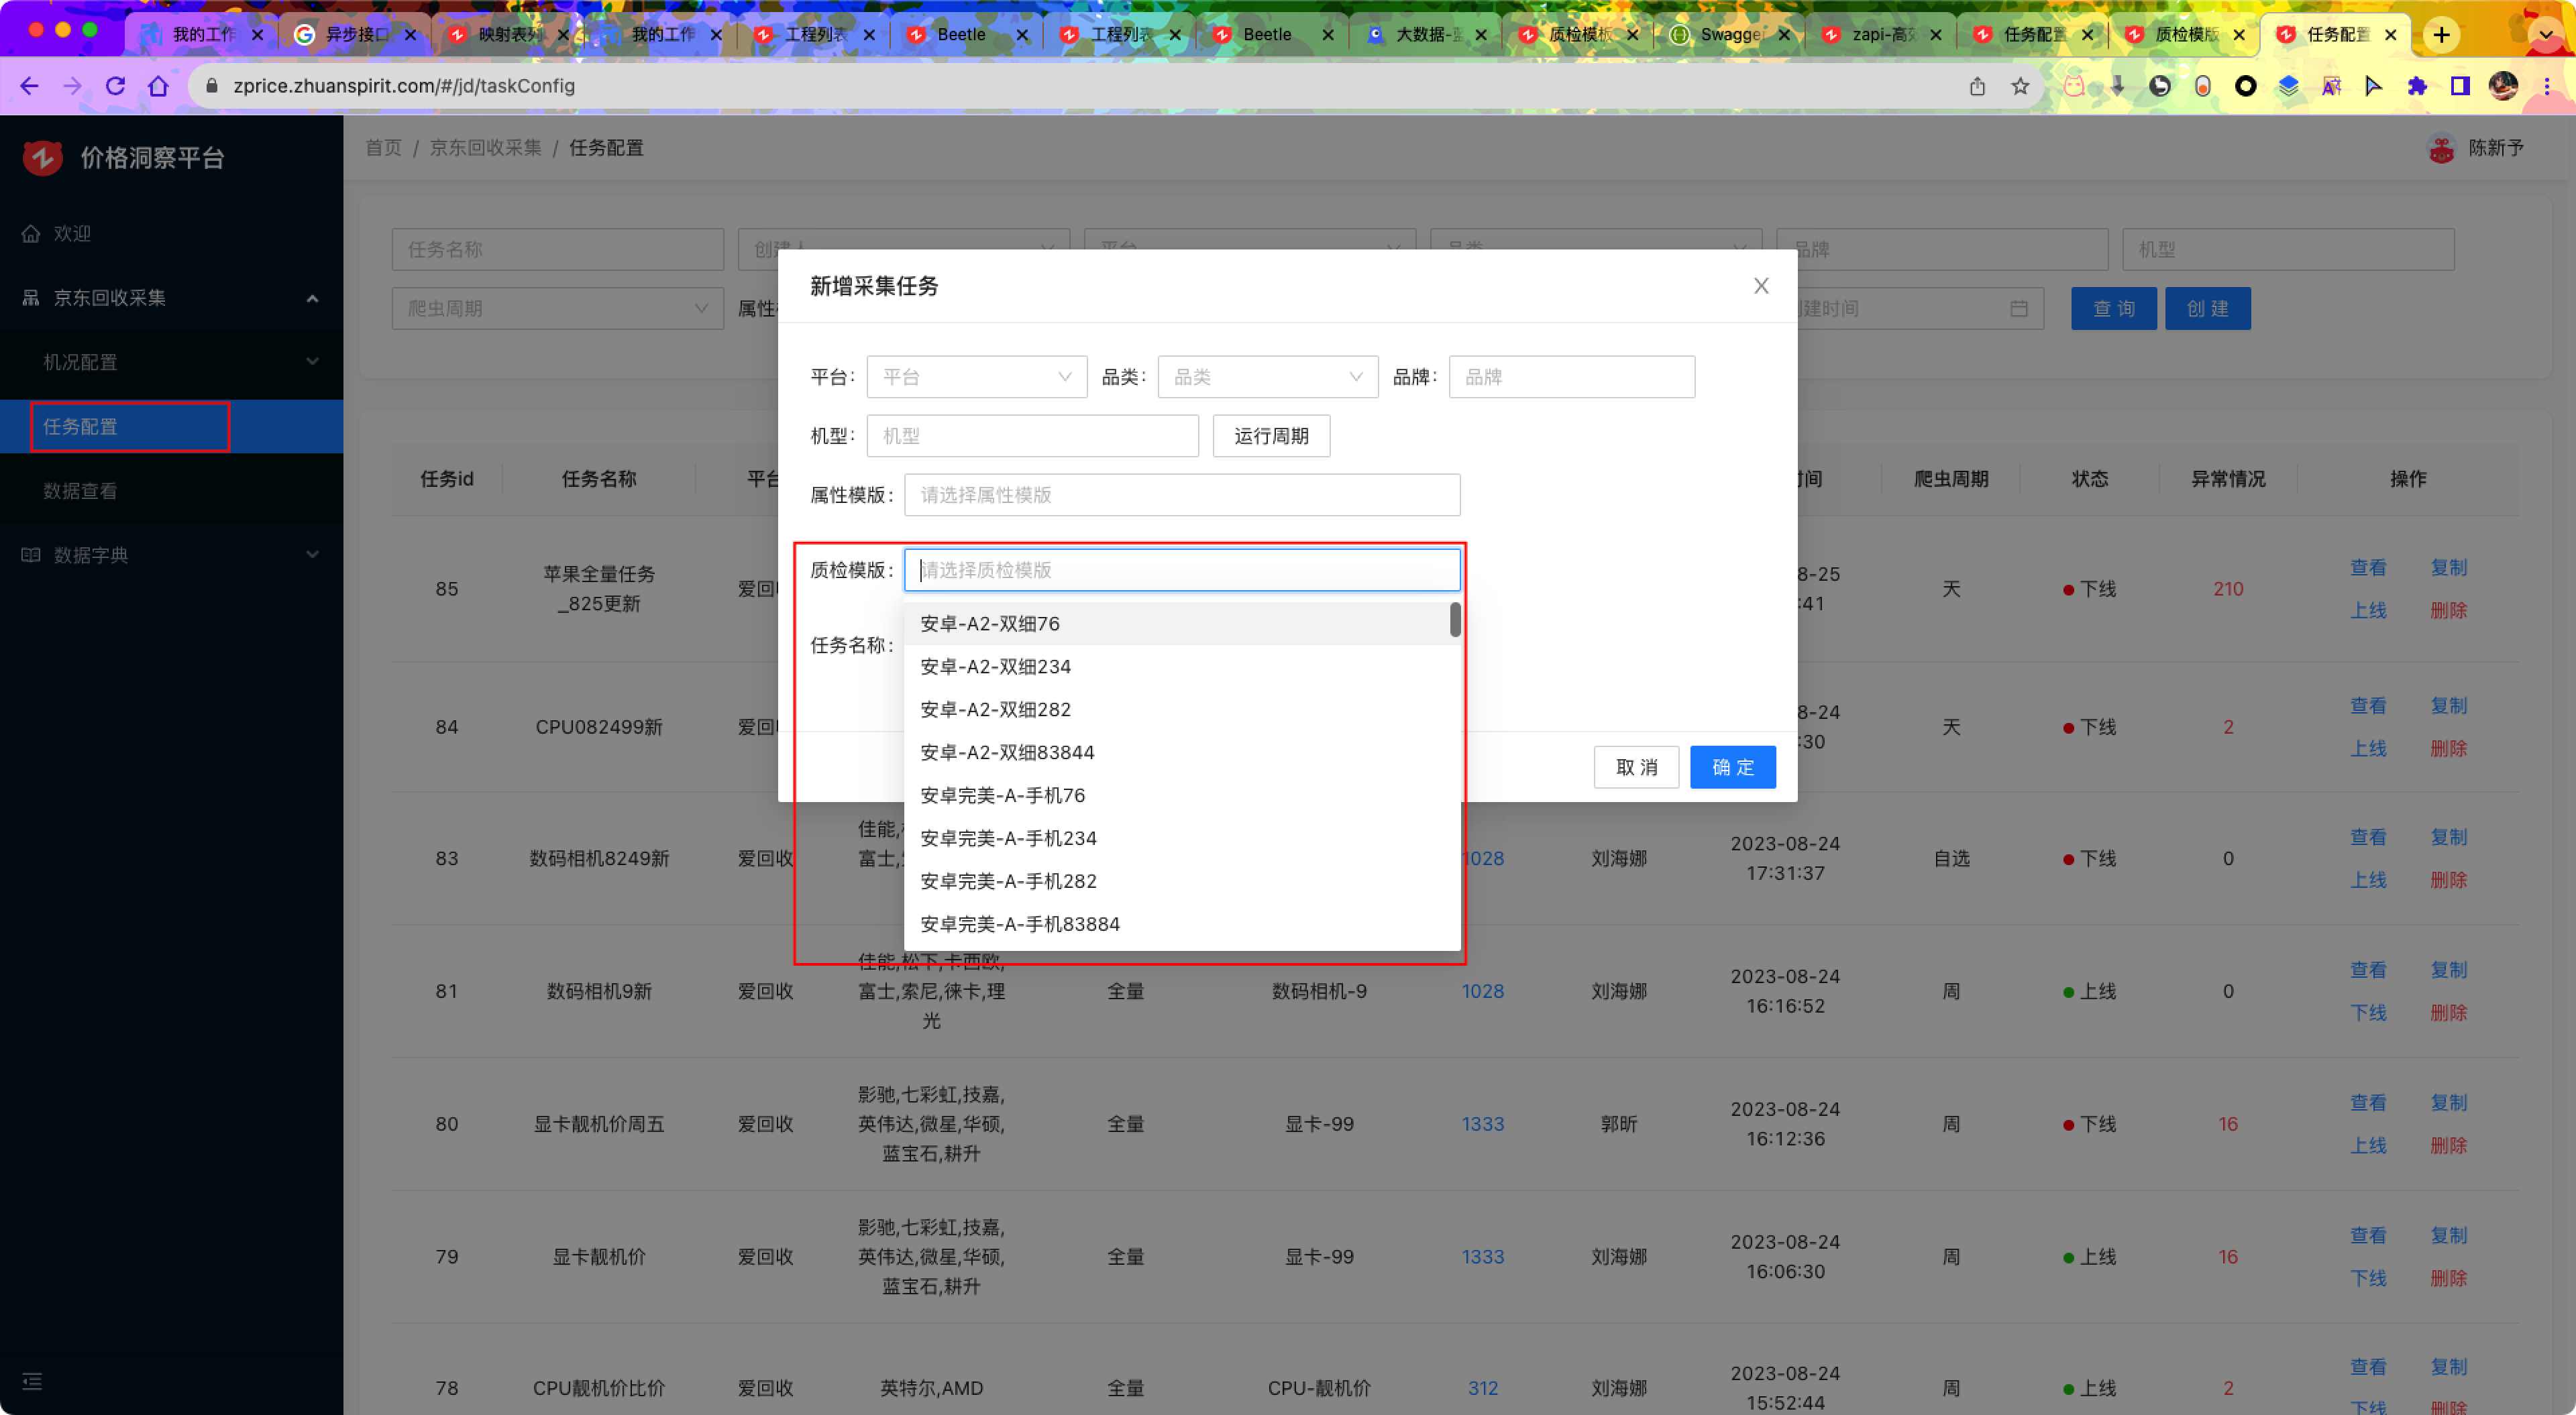 我的工作
异步接口
映射表列
我的工作
工程列表
Beetle
工程列表
Beetle
大数据-
质检模板
Swagge
zapi-高效
任务配置
质检模版
任务配置
zprice.zhuanspirit.com/#/jd/taskConfig
价格洞察平台
首页 / 京东回收采集 / 任务配置
陈新予
欢迎
京东回收采集
机况配置
任务配置
数据查看
数据字典
任务名称
创建人
平台
品类
品牌
机型
爬虫周期
属性
创建时间
查 询
创 建
新增采集任务
平台：
平台
品类：
品类
品牌：
品牌
机型：
机型
运行周期
属性模版：
请选择属性模版
质检模版：
请选择质检模版
任务名称：
安卓-A2-双细76
安卓-A2-双细234
安卓-A2-双细282
安卓-A2-双细83844
安卓完美-A-手机76
安卓完美-A-手机234
安卓完美-A-手机282
安卓完美-A-手机83884
取 消
确 定
任务id 任务名称 平台 时间 爬虫周期 状态 异常情况 操作
85 苹果全量任务
_825更新
爱回收 8-25
:41
天 下线 210 查看 复制
上线 删除
84 CPU082499新 爱回收 8-24
:30
天 下线 2 查看 复制
上线 删除
83 数码相机8249新 爱回收 佳能,
富士,
1028 刘海娜 2023-08-24
17:31:37
自选 下线 0 查看 复制
上线 删除
81 数码相机9新 爱回收 佳能,松下,卡西欧,
富士,索尼,徕卡,理
光
全量 数码相机-9 1028 刘海娜 2023-08-24
16:16:52
周 上线 0 查看 复制
下线 删除
80 显卡靓机价周五 爱回收 影驰,七彩虹,技嘉,
英伟达,微星,华硕,
蓝宝石,耕升
全量 显卡-99 1333 郭昕 2023-08-24
16:12:36
周 下线 16 查看 复制
上线 删除
79 显卡靓机价 爱回收 影驰,七彩虹,技嘉,
英伟达,微星,华硕,
蓝宝石,耕升
全量 显卡-99 1333 刘海娜 2023-08-24
16:06:30
周 上线 16 查看 复制
下线 删除
78 CPU靓机价比价 爱回收 英特尔,AMD 全量 CPU-靓机价 312 刘海娜 2023-08-24
15:52:44
周 上线 2 查看 复制
下线 删除